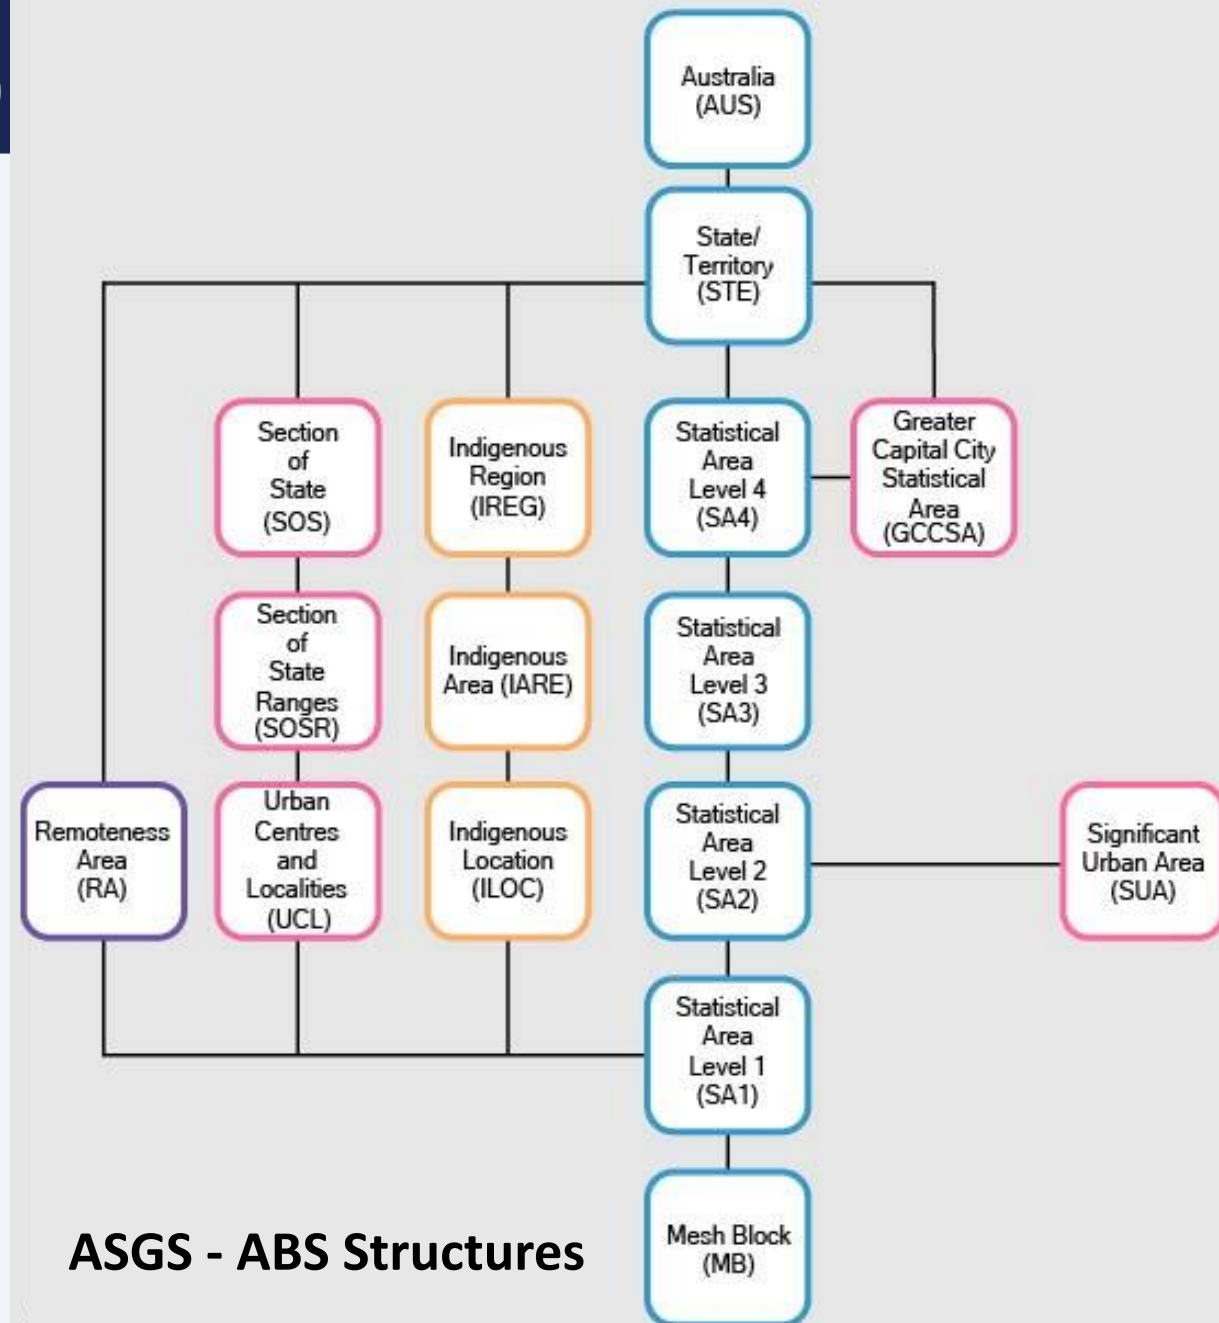 Australia
(AUS)
State/
Territory
(STE)
Section
of
State
(SOS)
Indigenous
Region
(IREG)
Statistical
Area
Level 4
(SA4)
Greater
Capital City
Statistical
Area
(GCCSA)
Section
of
State
Ranges
(SOSR)
Indigenous
Area (IARE)
Statistical
Area
Level 3
(SA3)
Remoteness
Area
(RA)
Urban
Centres
and
Localities
(UCL)
Indigenous
Location
(ILOC)
Statistical
Area
Level 2
(SA2)
Significant
Urban Area
(SUA)
Statistical
Area
Level 1
(SA1)
Mesh Block
(MB)
ASGS - ABS Structures